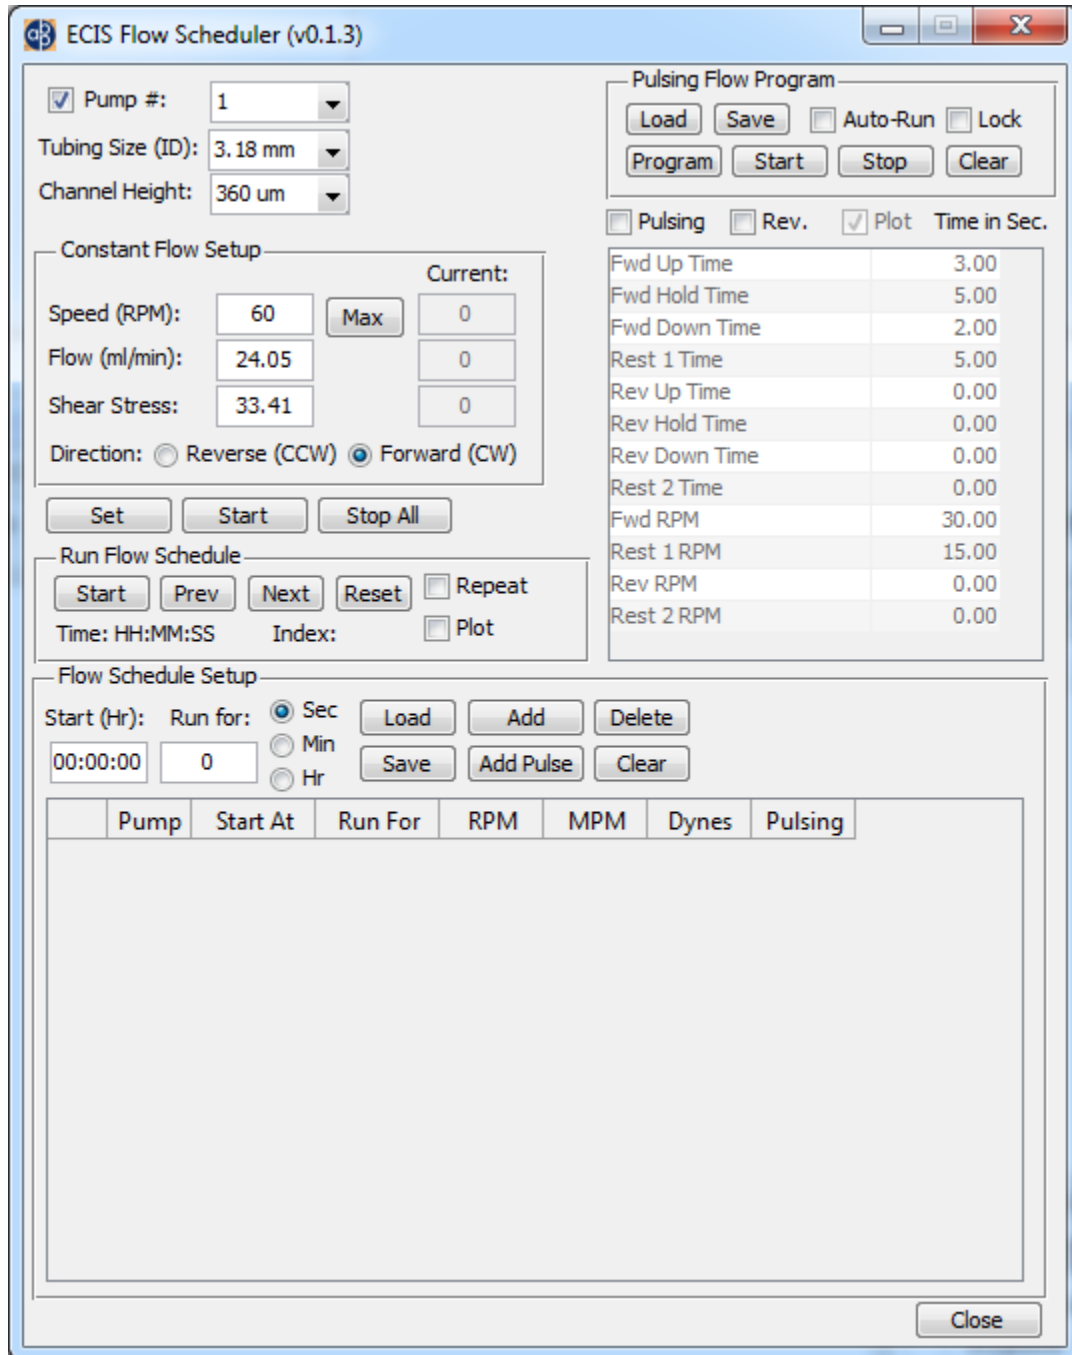 ECIS Flow Scheduler (v0.1.3)
Pump #: 1
Tubing Size (ID): 3.18 mm
Channel Height: 360 um
Constant Flow Setup
Current:
Speed (RPM): 60 Max 0
Flow (ml/min): 24.05 0
Shear Stress: 33.41 0
Direction: Reverse (CCW) Forward (CW)
Set Start Stop All
Run Flow Schedule
Start Prev Next Reset Repeat
Time: HH:MM:SS Index: Plot
Pulsing Flow Program
Load Save Auto-Run Lock
Program Start Stop Clear
Pulsing Rev. Plot Time in Sec.
Fwd Up Time 3.00
Fwd Hold Time 5.00
Fwd Down Time 2.00
Rest 1 Time 5.00
Rev Up Time 0.00
Rev Hold Time 0.00
Rev Down Time 0.00
Rest 2 Time 0.00
Fwd RPM 30.00
Rest 1 RPM 15.00
Rev RPM 0.00
Rest 2 RPM 0.00
Flow Schedule Setup
Start (Hr): Run for: Sec Load Add Delete
Min
00:00:00 0 Save Add Pulse Clear
Hr
Pump Start At Run For RPM MPM Dynes Pulsing
Close